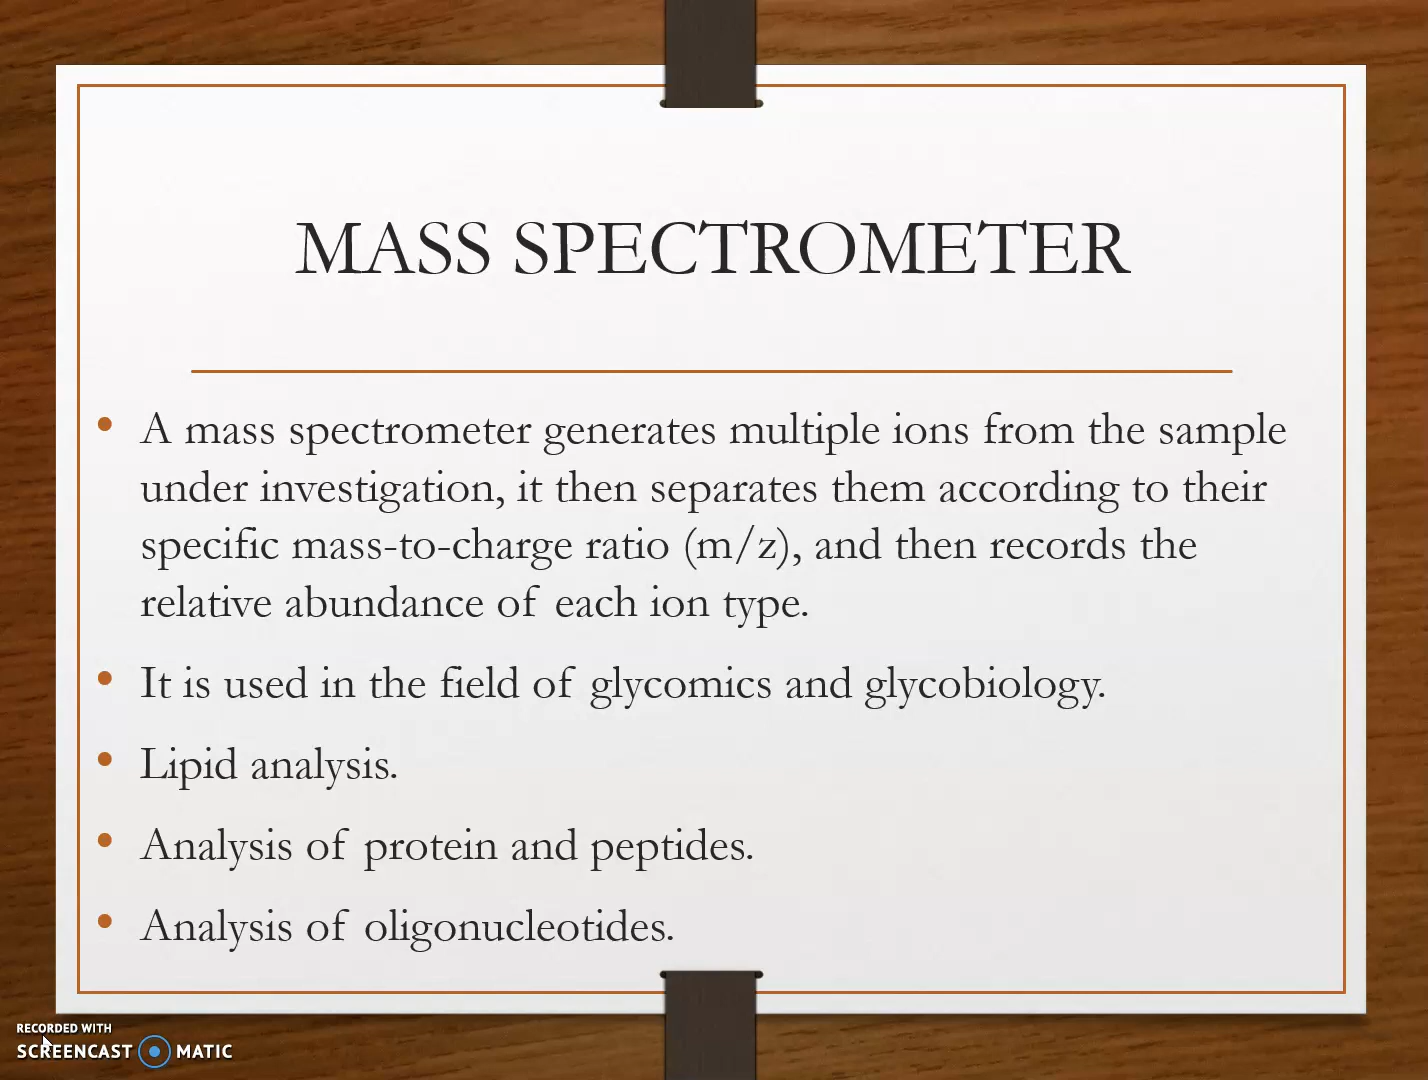 MASS SPECTROMETER
• A mass spectrometer generates multiple ions from the sample
under investigation, it then separates them according to their
specific mass-to-charge ratio (m/z), and then records the
relative abundance of each ion type.
• It is used in the field of glycomics and glycobiology.
• Lipid analysis.
• Analysis of protein and peptides.
• Analysis of oligonucleotides.
RECORDED WITH
SCREENCAST MATIC